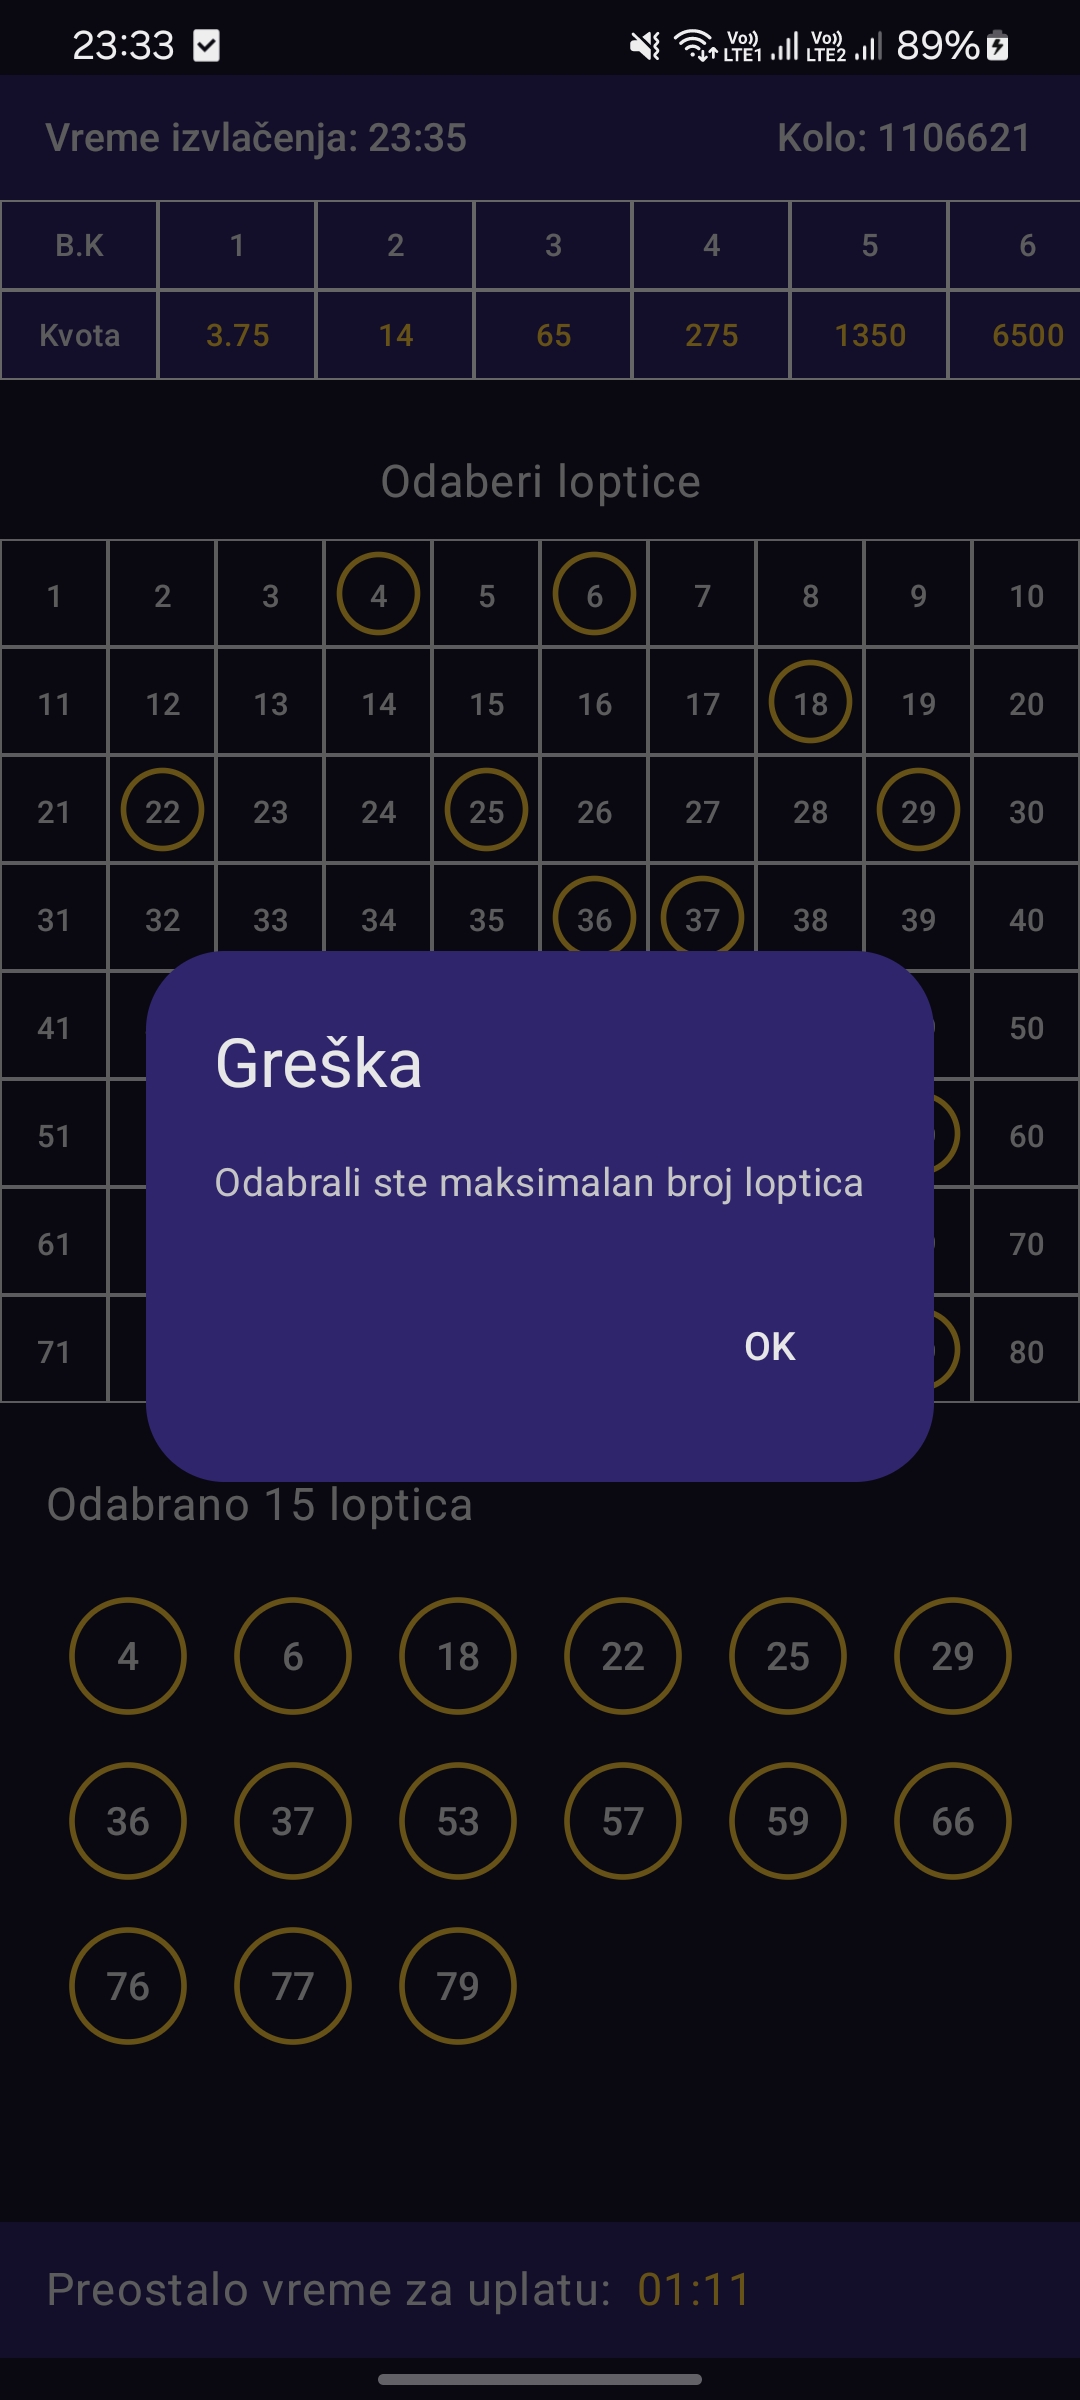 23:33 Vo)) LTE1 Vo)) LTE2 89%
Vreme izvlačenja: 23:35 Kolo: 1106621
B.K 1 2 3 4 5 6
Kvota 3.75 14 65 275 1350 6500
Odaberi loptice
1 2 3 4 5 6 7 8 9 10
11 12 13 14 15 16 17 18 19 20
21 22 23 24 25 26 27 28 29 30
31 32 33 34 35 36 37 38 39 40
41 50
51 60
61 70
71 80
Greška
Odabrali ste maksimalan broj loptica
OK
Odabrano 15 loptica
4 6 18 22 25 29
36 37 53 57 59 66
76 77 79
Preostalo vreme za uplatu: 01:11